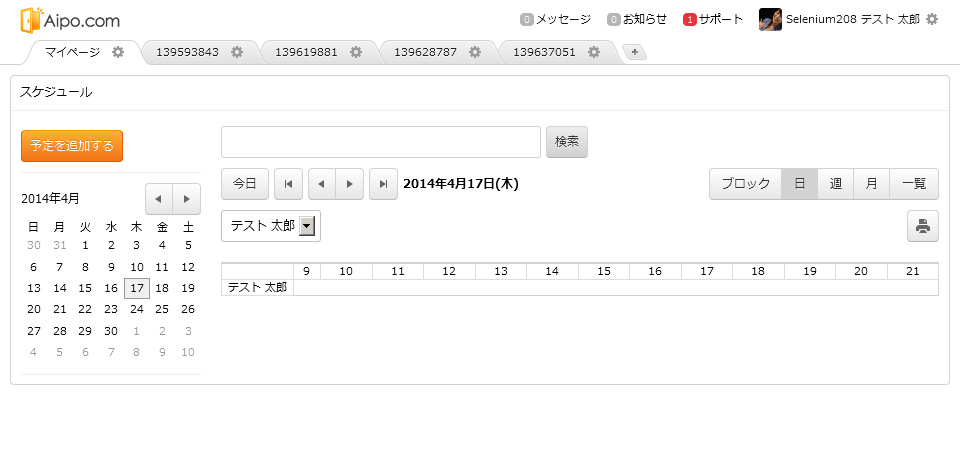 Aipo.com 0 メッセージ 0 お知らせ 1 サポート Selenium208 テスト 太郎
マイページ 139593843 139619881 139628787 139637051 +
スケジュール
予定を追加する 検索
今日 2014年4月17日(木) ブロック 日 週 月 一覧
2014年4月
テスト 太郎
日 月 火 水 木 金 土
30 31 1 2 3 4 5
6 7 8 9 10 11 12
13 14 15 16 17 18 19
20 21 22 23 24 25 26
27 28 29 30 1 2 3
4 5 6 7 8 9 10
9 10 11 12 13 14 15 16 17 18 19 20 21
テスト 太郎